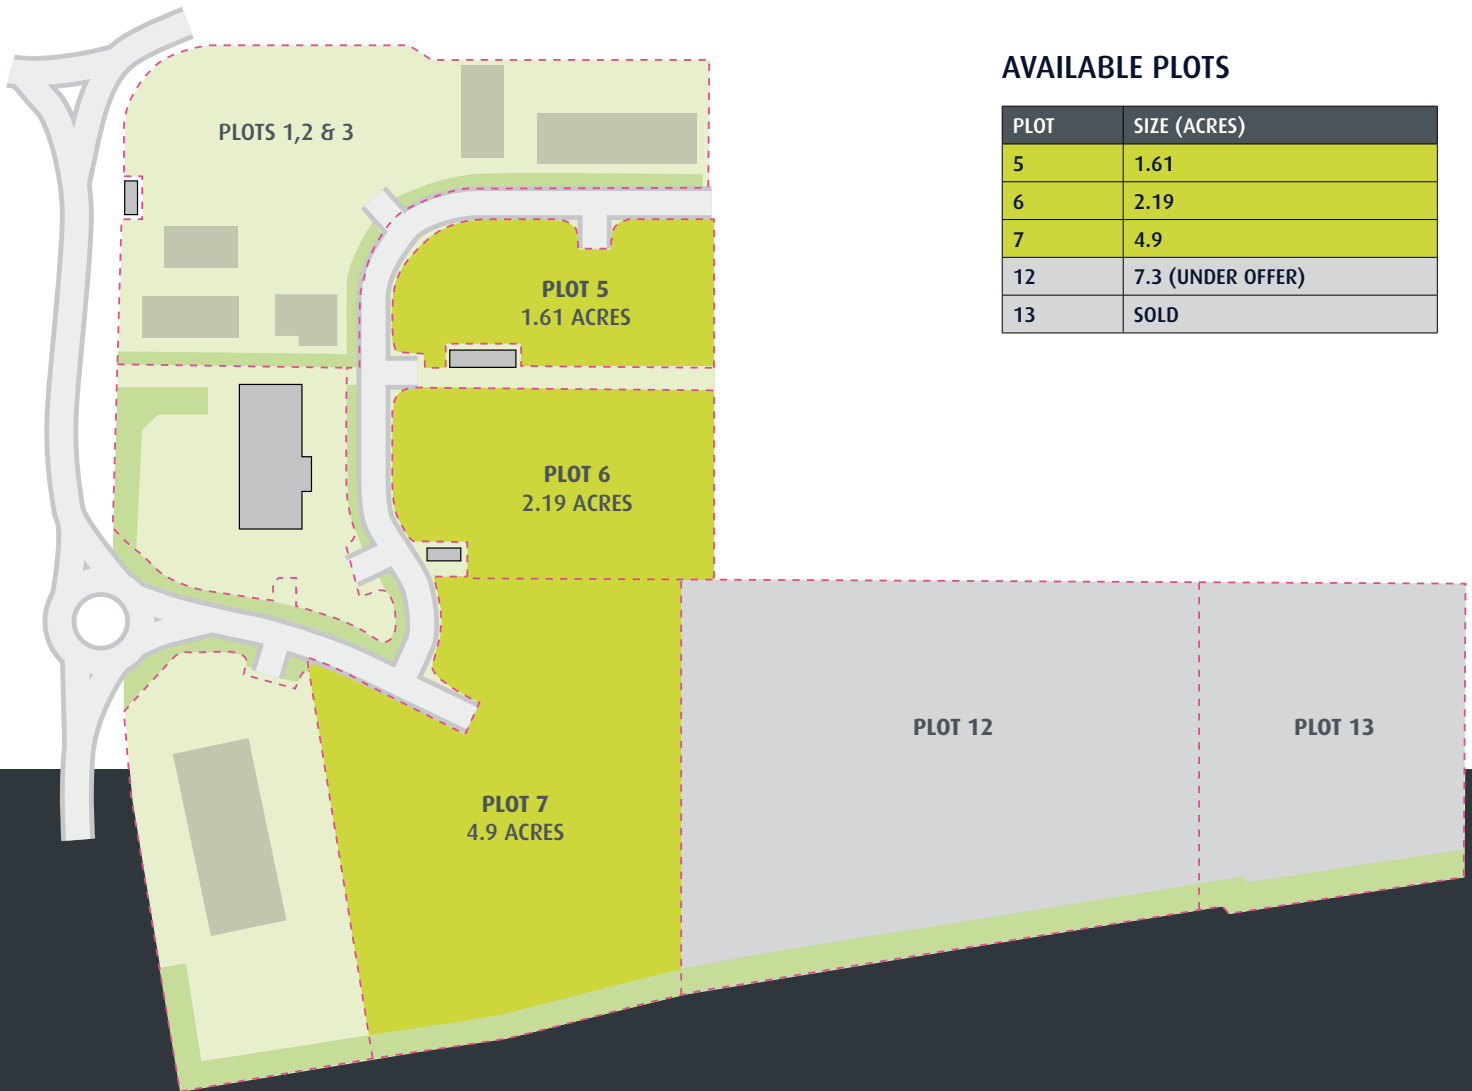 AVAILABLE PLOTS
PLOT SIZE (ACRES)
5 1.61
6 2.19
7 4.9
12 7.3 (UNDER OFFER)
13 SOLD
PLOTS 1,2 & 3
PLOT 5
1.61 ACRES
PLOT 6
2.19 ACRES
PLOT 12
PLOT 13
PLOT 7
4.9 ACRES